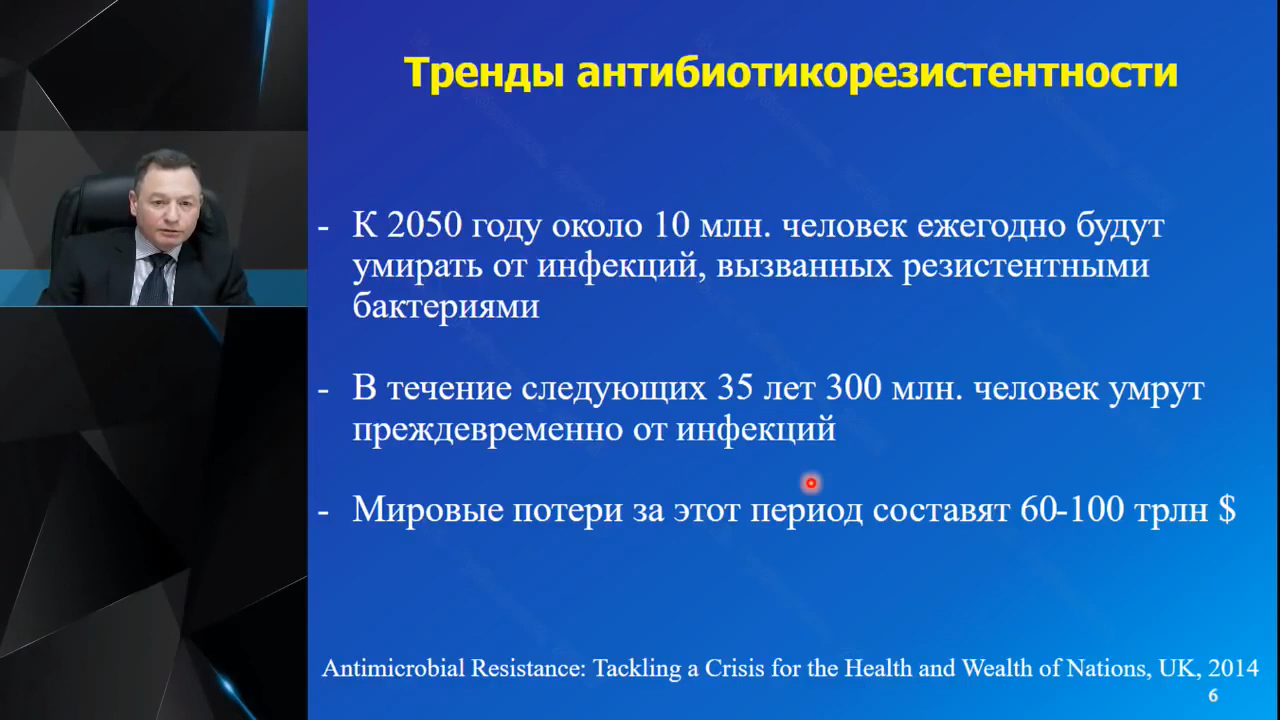 Тренды антибиотикорезистентности
- К 2050 году около 10 млн. человек ежегодно будут
умирать от инфекций, вызванных резистентными
бактериями
- В течение следующих 35 лет 300 млн. человек умрут
преждевременно от инфекций
- Мировые потери за этот период составят 60-100 трлн $
Antimicrobial Resistance: Tackling a Crisis for the Health and Wealth of Nations, UK, 2014
6